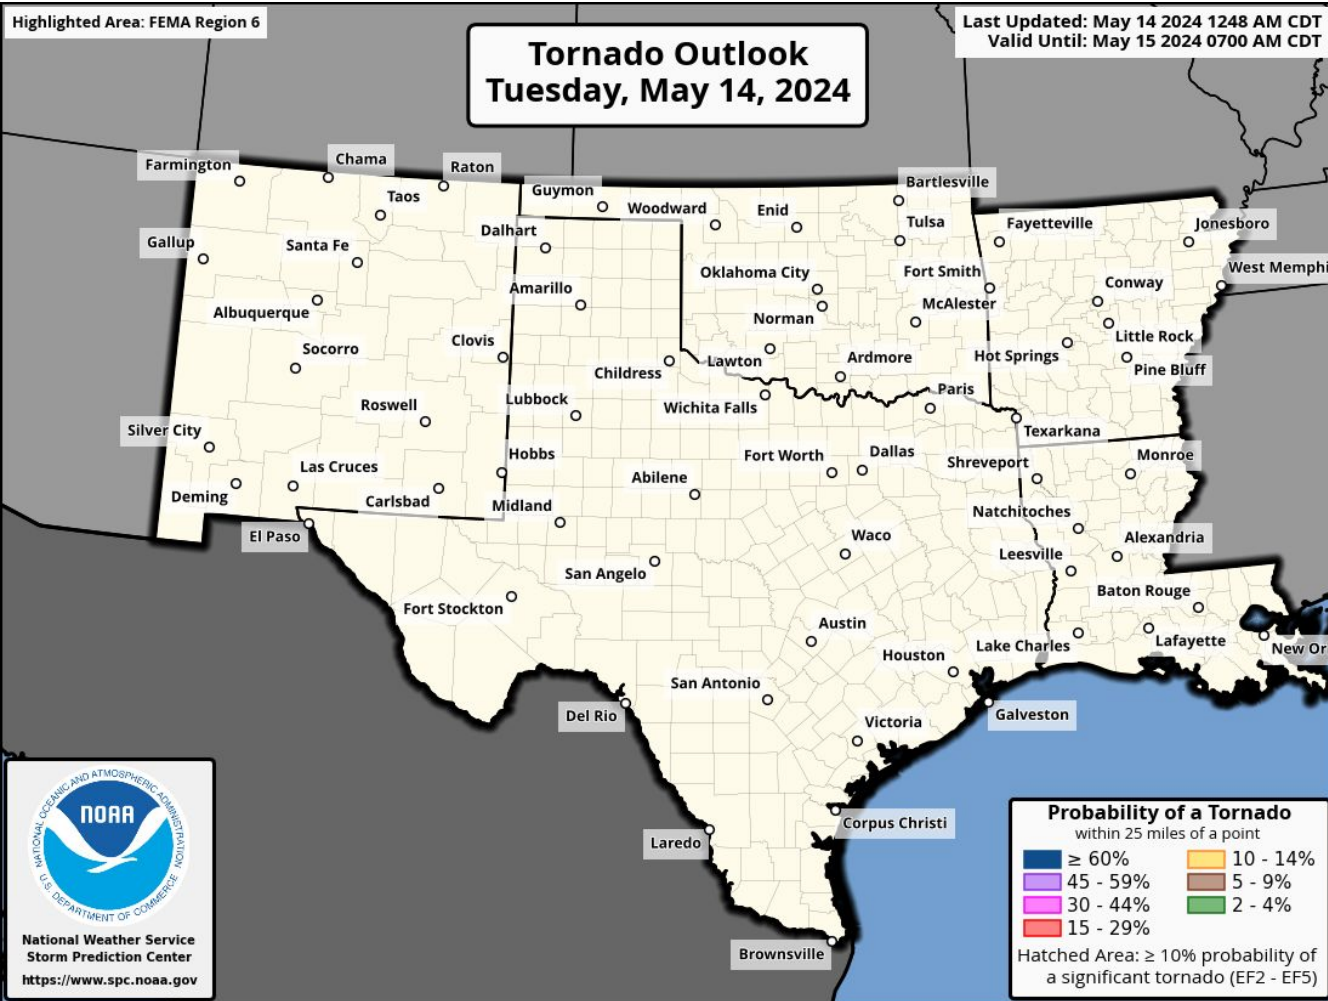 Highlighted Area: FEMA Region 6
Last Updated: May 14 2024 1248 AM CDT
Valid Until: May 15 2024 0700 AM CDT
Tornado Outlook
Tuesday, May 14, 2024
Farmington
Chama
Raton
Taos
Guymon
Woodward
Enid
Bartlesville
Tulsa
Fayetteville
Jonesboro
Gallup
Santa Fe
Dalhart
Oklahoma City
Fort Smith
West Memphi
Amarillo
McAlester
Conway
Albuquerque
Norman
Little Rock
Socorro
Clovis
Childress
Lawton
Ardmore
Hot Springs
Pine Bluff
Roswell
Lubbock
Wichita Falls
Paris
Silver City
Texarkana
Las Cruces
Hobbs
Fort Worth
Dallas
Shreveport
Monroe
Deming
Carlsbad
Abilene
Midland
Natchitoches
El Paso
Waco
Leesville
Alexandria
San Angelo
Fort Stockton
Baton Rouge
Austin
Lake Charles
Lafayette
New Or
Houston
San Antonio
Del Rio
Victoria
Galveston
Corpus Christi
Laredo
Brownsville
NATIONAL OCEANIC AND ATMOSPHERIC ADMINISTRATION
NOAA
U.S. DEPARTMENT OF COMMERCE
National Weather Service
Storm Prediction Center
https://www.spc.noaa.gov
Probability of a Tornado
within 25 miles of a point
≥ 60%
45 - 59%
30 - 44%
15 - 29%
10 - 14%
5 - 9%
2 - 4%
Hatched Area: ≥ 10% probability of
a significant tornado (EF2 - EF5)